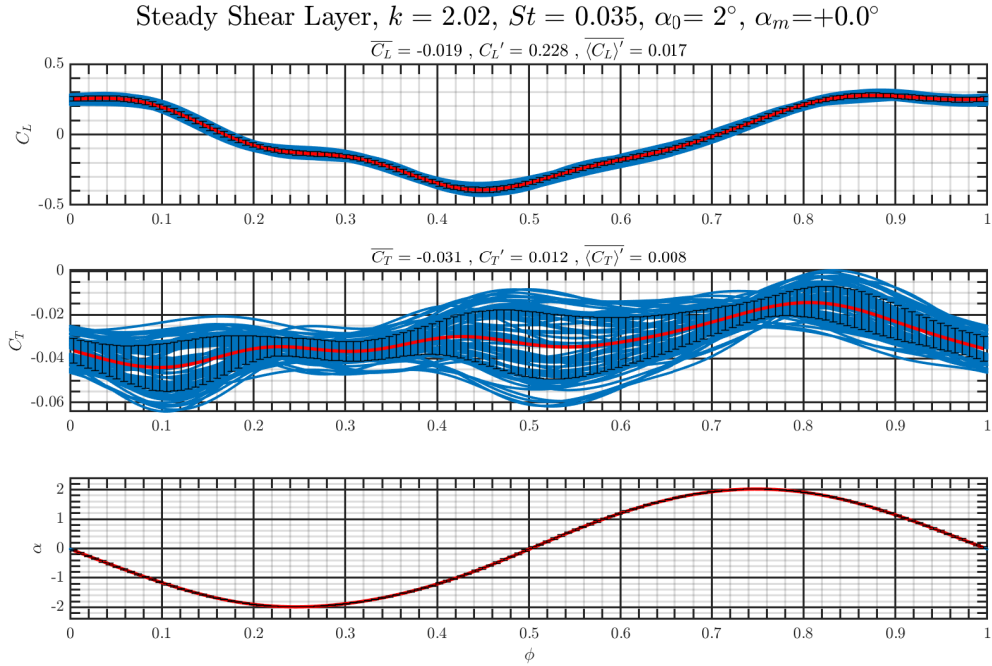 Steady Shear Layer, k = 2.02, St = 0.035, α₀= 2°, αₘ=+0.0°
C̅_L̅ = -0.019 , C_L′ = 0.228 , ⟨C_L⟩′ = 0.017
0.5
0
-0.5
C_L
0 0.1 0.2 0.3 0.4 0.5 0.6 0.7 0.8 0.9 1
C̅_T̅ = -0.031 , C_T′ = 0.012 , ⟨C_T⟩′ = 0.008
0
-0.02
-0.04
-0.06
C_T
0 0.1 0.2 0.3 0.4 0.5 0.6 0.7 0.8 0.9 1
2
1
0
-1
-2
α
0 0.1 0.2 0.3 0.4 0.5 0.6 0.7 0.8 0.9 1
ϕ